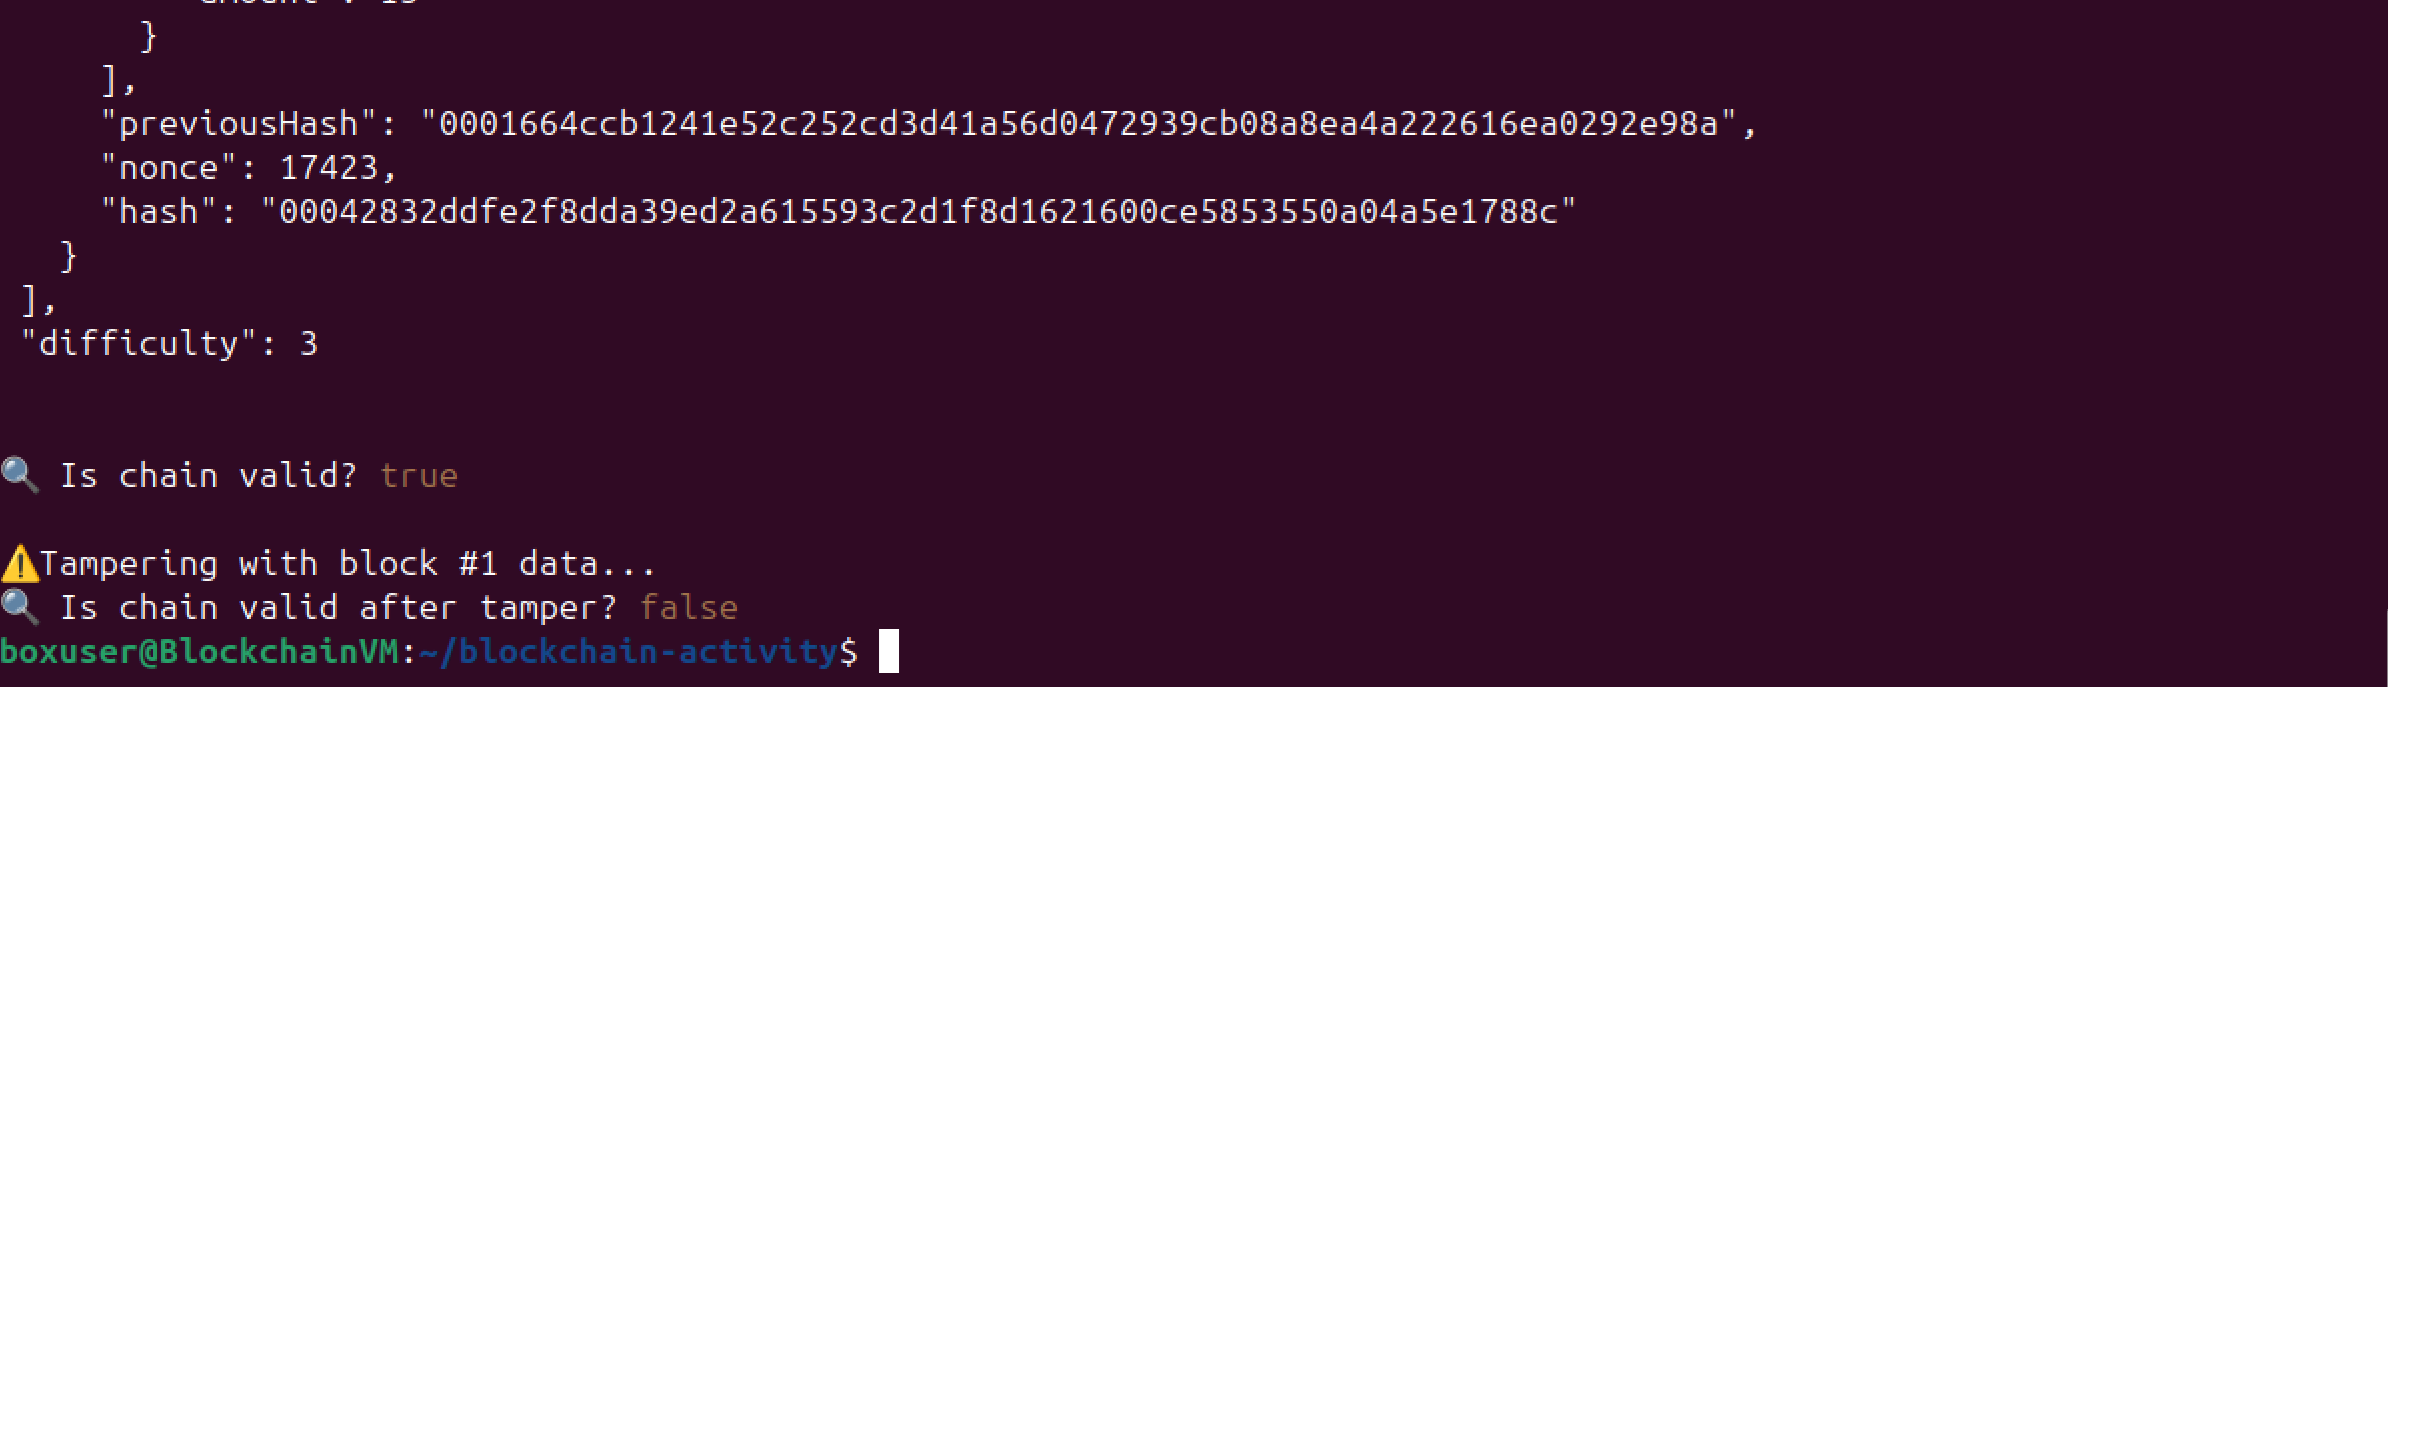 }
],
"previousHash": "0001664ccb1241e52c252cd3d41a56d0472939cb08a8ea4a222616ea0292e98a",
"nonce": 17423,
"hash": "00042832ddfe2f8dda39ed2a615593c2d1f8d1621600ce5853550a04a5e1788c"
}
],
"difficulty": 3
🔍 Is chain valid? true
⚠️Tampering with block #1 data...
🔍 Is chain valid after tamper? false
boxuser@BlockchainVM:~/blockchain-activity$